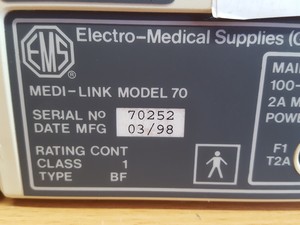 EMS
Electro-Medical Supplies (
®
MEDI-LINK MODEL 70
SERIAL Nº 70252
DATE MFG 03/98
RATING CONT
CLASS 1
TYPE BF
MAI
100-
2A M
POWE
F1
T2A